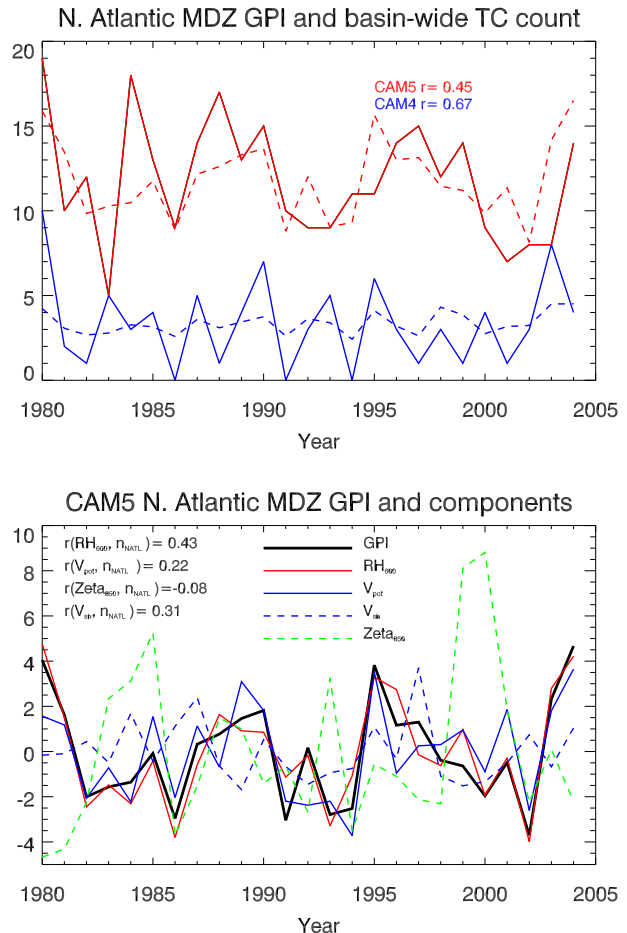 N. Atlantic MDZ GPI and basin-wide TC count
20
15
10
5
0
CAM5 r= 0.45
CAM4 r= 0.67
1980 1985 1990 1995 2000 2005
Year
CAM5 N. Atlantic MDZ GPI and components
10
8
6
4
2
0
-2
-4
r(RH600, nNATL )= 0.43
r(Vpot, nNATL )= 0.22
r(Zeta850, nNATL )=-0.08
r(Vsh, nNATL )= 0.31
GPI
RH600
Vpot
Vsh
Zeta850
1980 1985 1990 1995 2000 2005
Year